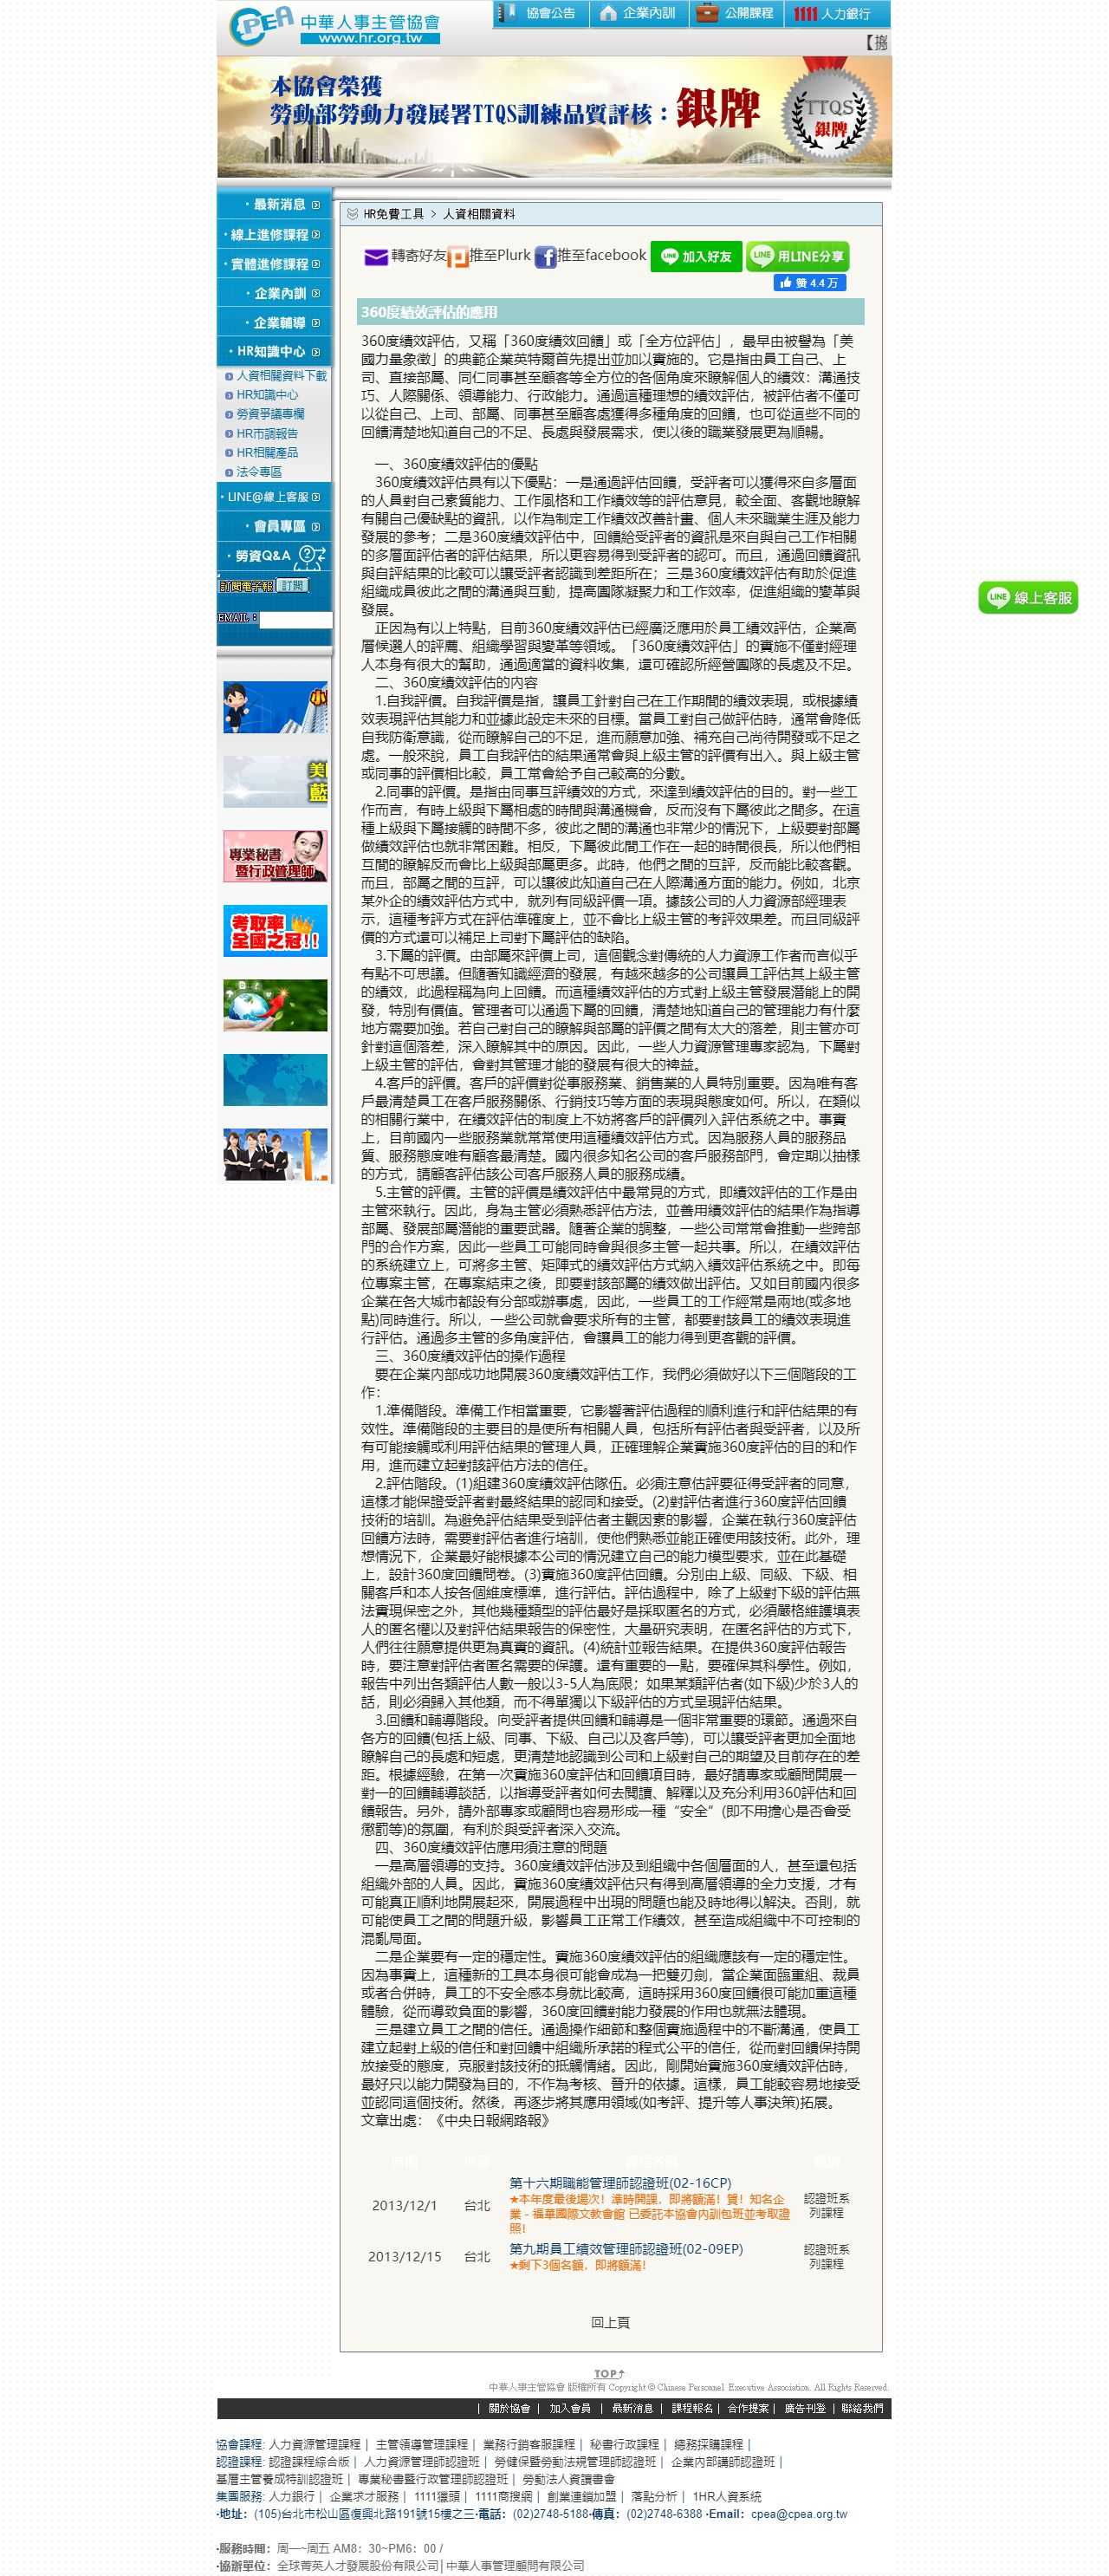 CPEA 中華人事主管協會
www.hr.org.tw
協會公告 企業內訓 公開課程 1111人力銀行
本協會榮獲
勞動部勞動力發展署TTQS訓練品質評核：銀牌
TTQS
銀牌
・最新消息
・線上進修課程
・實體進修課程
・企業內訓
・企業輔導
・HR知識中心
人資相關資料下載
HR知識中心
勞資爭議專欄
HR市調報告
HR相關產品
法令專區
・LINE@線上客服
・會員專區
・勞資Q&A
訂閱電子報 訂閱
EMAIL：
專業秘書
暨行政管理師
考取率
全國之冠!!
HR免費工具 > 人資相關資料
轉寄好友 推至Plurk 推至facebook LINE 加入好友 LINE 用LINE分享
讚 4.4 万
360度績效評估的應用
360度績效評估，又稱「360度績效回饋」或「全方位評估」，最早由被譽為「美
國力量象徵」的典範企業英特爾首先提出並加以實施的。它是指由員工自己、上
司、直接部屬、同仁同事甚至顧客等全方位的各個角度來瞭解個人的績效：溝通技
巧、人際關係、領導能力、行政能力。通過這種理想的績效評估，被評估者不僅可
以從自己、上司、部屬、同事甚至顧客處獲得多種角度的回饋，也可從這些不同的
回饋清楚地知道自己的不足、長處與發展需求，使以後的職業發展更為順暢。
一、360度績效評估的優點
360度績效評估具有以下優點：一是通過評估回饋，受評者可以獲得來自多層面
的人員對自己素質能力、工作風格和工作績效等的評估意見，較全面、客觀地瞭解
有關自己優缺點的資訊，以作為制定工作績效改善計畫、個人未來職業生涯及能力
發展的參考；二是360度績效評估中，回饋給受評者的資訊是來自與自己工作相關
的多層面評估者的評估結果，所以更容易得到受評者的認可。而且，通過回饋資訊
與自評結果的比較可以讓受評者認識到差距所在；三是360度績效評估有助於促進
組織成員彼此之間的溝通與互動，提高團隊凝聚力和工作效率，促進組織的變革與
發展。
正因為有以上特點，目前360度績效評估已經廣泛應用於員工績效評估，企業高
層候選人的評薦、組織學習與變革等領域。「360度績效評估」的實施不僅對經理
人本身有很大的幫助，通過適當的資料收集，還可確認所經營團隊的長處及不足。
二、360度績效評估的內容
1.自我評價。自我評價是指，讓員工針對自己在工作期間的績效表現，或根據績
效表現評估其能力和並據此設定未來的目標。當員工對自己做評估時，通常會降低
自我防衛意識，從而瞭解自己的不足，進而願意加強、補充自己尚待開發或不足之
處。一般來說，員工自我評估的結果通常會與上級主管的評價有出入。與上級主管
或同事的評價相比較，員工常會給予自己較高的分數。
2.同事的評價。是指由同事互評績效的方式，來達到績效評估的目的。對一些工
作而言，有時上級與下屬相處的時間與溝通機會，反而沒有下屬彼此之間多。在這
種上級與下屬接觸的時間不多，彼此之間的溝通也非常少的情況下，上級要對部屬
做績效評估也就非常困難。相反，下屬彼此間工作在一起的時間很長，所以他們相
互間的瞭解反而會比上級與部屬更多。此時，他們之間的互評，反而能比較客觀。
而且，部屬之間的互評，可以讓彼此知道自己在人際溝通方面的能力。例如，北京
某外企的績效評估方式中，就列有同級評價一項。據該公司的人力資源部經理表
示，這種考評方式在評估準確度上，並不會比上級主管的考評效果差。而且同級評
價的方式還可以補足上司對下屬評估的缺陷。
3.下屬的評價。由部屬來評價上司，這個觀念對傳統的人力資源工作者而言似乎
有點不可思議。但隨著知識經濟的發展，有越來越多的公司讓員工評估其上級主管
的績效，此過程稱為向上回饋。而這種績效評估的方式對上級主管發展潛能上的開
發，特別有價值。管理者可以通過下屬的回饋，清楚地知道自己的管理能力有什麼
地方需要加強。若自己對自己的瞭解與部屬的評價之間有太大的落差，則主管亦可
針對這個落差，深入瞭解其中的原因。因此，一些人力資源管理專家認為，下屬對
上級主管的評估，會對其管理才能的發展有很大的裨益。
4.客戶的評價。客戶的評價對從事服務業、銷售業的人員特別重要。因為唯有客
戶最清楚員工在客戶服務關係、行銷技巧等方面的表現與態度如何。所以，在類似
的相關行業中，在績效評估的制度上不妨將客戶的評價列入評估系統之中。事實
上，目前國內一些服務業就常常使用這種績效評估方式。因為服務人員的服務品
質、服務態度唯有顧客最清楚。國內很多知名公司的客戶服務部門，會定期以抽樣
的方式，請顧客評估該公司客戶服務人員的服務成績。
5.主管的評價。主管的評價是績效評估中最常見的方式，即績效評估的工作是由
主管來執行。因此，身為主管必須熟悉評估方法，並善用績效評估的結果作為指導
部屬、發展部屬潛能的重要武器。隨著企業的調整，一些公司常常會推動一些跨部
門的合作方案，因此一些員工可能同時會與很多主管一起共事。所以，在績效評估
的系統建立上，可將多主管、矩陣式的績效評估方式納入績效評估系統之中。即每
位專案主管，在專案結束之後，即要對該部屬的績效做出評估。又如目前國內很多
企業在各大城市都設有分部或辦事處，因此，一些員工的工作經常是兩地(或多地
點)同時進行。所以，一些公司就會要求所有的主管，都要對該員工的績效表現進
行評估。通過多主管的多角度評估，會讓員工的能力得到更客觀的評價。
三、360度績效評估的操作過程
要在企業內部成功地開展360度績效評估工作，我們必須做好以下三個階段的工
作：
1.準備階段。準備工作相當重要，它影響著評估過程的順利進行和評估結果的有
效性。準備階段的主要目的是使所有相關人員，包括所有評估者與受評者，以及所
有可能接觸或利用評估結果的管理人員，正確理解企業實施360度評估的目的和作
用，進而建立起對該評估方法的信任。
2.評估階段。(1)組建360度績效評估隊伍。必須注意估評要征得受評者的同意，
這樣才能保證受評者對最終結果的認同和接受。(2)對評估者進行360度評估回饋
技術的培訓。為避免評估結果受到評估者主觀因素的影響，企業在執行360度評估
回饋方法時，需要對評估者進行培訓，使他們熟悉並能正確使用該技術。此外，理
想情況下，企業最好能根據本公司的情況建立自己的能力模型要求，並在此基礎
上，設計360度回饋問卷。(3)實施360度評估回饋。分別由上級、同級、下級、相
關客戶和本人按各個維度標準，進行評估。評估過程中，除了上級對下級的評估無
法實現保密之外，其他幾種類型的評估最好是採取匿名的方式，必須嚴格維護填表
人的匿名權以及對評估結果報告的保密性，大量研究表明，在匿名評估的方式下，
人們往往願意提供更為真實的資訊。(4)統計並報告結果。在提供360度評估報告
時，要注意對評估者匿名需要的保護。還有重要的一點，要確保其科學性。例如，
報告中列出各類評估人數一般以3-5人為底限；如果某類評估者(如下級)少於3人的
話，則必須歸入其他類，而不得單獨以下級評估的方式呈現評估結果。
3.回饋和輔導階段。向受評者提供回饋和輔導是一個非常重要的環節。通過來自
各方的回饋(包括上級、同事、下級、自己以及客戶等)，可以讓受評者更加全面地
瞭解自己的長處和短處，更清楚地認識到公司和上級對自己的期望及目前存在的差
距。根據經驗，在第一次實施360度評估和回饋項目時，最好請專家或顧問開展一
對一的回饋輔導談話，以指導受評者如何去閱讀、解釋以及充分利用360評估和回
饋報告。另外，請外部專家或顧問也容易形成一種“安全”(即不用擔心是否會受
懲罰等)的氛圍，有利於與受評者深入交流。
四、360度績效評估應用須注意的問題
一是高層領導的支持。360度績效評估涉及到組織中各個層面的人，甚至還包括
組織外部的人員。因此，實施360度績效評估只有得到高層領導的全力支援，才有
可能真正順利地開展起來，開展過程中出現的問題也能及時地得以解決。否則，就
可能使員工之間的問題升級，影響員工正常工作績效，甚至造成組織中不可控制的
混亂局面。
二是企業要有一定的穩定性。實施360度績效評估的組織應該有一定的穩定性。
因為事實上，這種新的工具本身很可能會成為一把雙刃劍，當企業面臨重組、裁員
或者合併時，員工的不安全感本身就比較高，這時採用360度回饋很可能加重這種
體驗，從而導致負面的影響，360度回饋對能力發展的作用也就無法體現。
三是建立員工之間的信任。通過操作細節和整個實施過程中的不斷溝通，使員工
建立起對上級的信任和對回饋中組織所承諾的程式公平的信任，從而對回饋保持開
放接受的態度，克服對該技術的抵觸情緒。因此，剛開始實施360度績效評估時，
最好只以能力開發為目的，不作為考核、晉升的依據。這樣，員工能較容易地接受
並認同這個技術。然後，再逐步將其應用領域(如考評、提升等人事決策)拓展。
文章出處：《中央日報網路報》
2013/12/1 台北 第十六期職能管理師認證班(02-16CP) 認證班系列課程
★本年度最後場次！準時開課，即將額滿！賀！知名企
業－福華國際文教會館 已委託本協會內訓包班並考取證
照！
2013/12/15 台北 第九期員工績效管理師認證班(02-09EP) 認證班系列課程
★剩下3個名額，即將額滿！
回上頁
LINE 線上客服
TOP↑
中華人事主管協會 版權所有 Copyright © Chinese Personnel Executive Association. All Rights Reserved.
| 關於協會 | 加入會員 | 最新消息 | 課程報名 | 合作提案 | 廣告刊登 | 聯絡我們
協會課程: 人力資源管理課程 | 主管領導管理課程 | 業務行銷客服課程 | 秘書行政課程 | 總務採購課程 |
認證課程: 認證課程綜合版 | 人力資源管理師認證班 | 勞健保暨勞動法規管理師認證班 | 企業內部講師認證班 |
基層主管養成特訓認證班 | 專業秘書暨行政管理師認證班 | 勞動法人資讀書會
集團服務: 人力銀行 | 企業求才服務 | 1111獵頭 | 1111商搜網 | 創業連鎖加盟 | 落點分析 | 1HR人資系統
‧地址：(105)台北市松山區復興北路191號15樓之三‧電話：(02)2748-5188‧傳真：(02)2748-6388 ‧Email：cpea@cpea.org.tw
‧服務時間：周一~周五 AM8：30~PM6：00 /
‧協辦單位：全球菁英人才發展股份有限公司│中華人事管理顧問有限公司